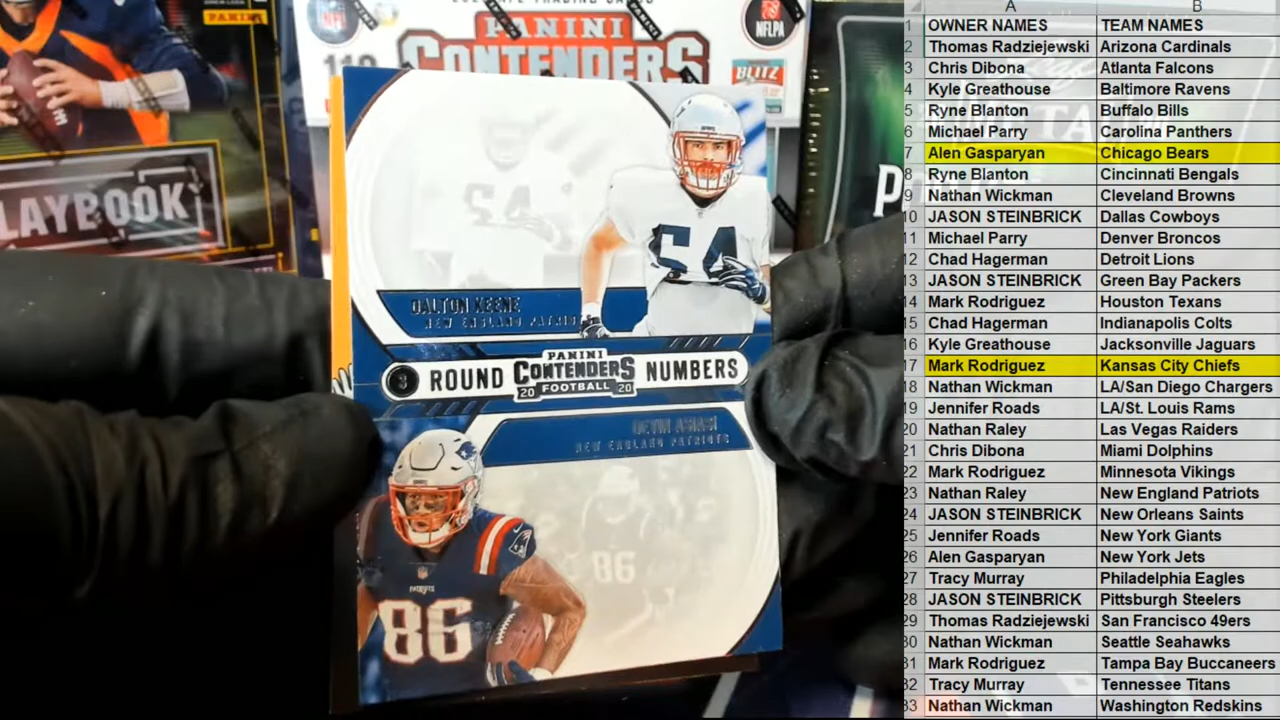 PANINI
NFL
PANINI
CONTENDERS
NFLPA
BLITZ
PLAYBOOK
54
DALTON KEENE
NEW ENGLAND PATRIOTS
3 ROUND PANINI CONTENDERS FOOTBALL 20 20 NUMBERS
DEVIN ASIASI
NEW ENGLAND PATRIOTS
86
PATRIOTS
86
A B
1 OWNER NAMES TEAM NAMES
2 Thomas Radziejewski Arizona Cardinals
3 Chris Dibona Atlanta Falcons
4 Kyle Greathouse Baltimore Ravens
5 Ryne Blanton Buffalo Bills
6 Michael Parry Carolina Panthers
7 Alen Gasparyan Chicago Bears
8 Ryne Blanton Cincinnati Bengals
9 Nathan Wickman Cleveland Browns
10 JASON STEINBRICK Dallas Cowboys
11 Michael Parry Denver Broncos
12 Chad Hagerman Detroit Lions
13 JASON STEINBRICK Green Bay Packers
14 Mark Rodriguez Houston Texans
15 Chad Hagerman Indianapolis Colts
16 Kyle Greathouse Jacksonville Jaguars
17 Mark Rodriguez Kansas City Chiefs
18 Nathan Wickman LA/San Diego Chargers
19 Jennifer Roads LA/St. Louis Rams
20 Nathan Raley Las Vegas Raiders
21 Chris Dibona Miami Dolphins
22 Mark Rodriguez Minnesota Vikings
23 Nathan Raley New England Patriots
24 JASON STEINBRICK New Orleans Saints
25 Jennifer Roads New York Giants
26 Alen Gasparyan New York Jets
27 Tracy Murray Philadelphia Eagles
28 JASON STEINBRICK Pittsburgh Steelers
29 Thomas Radziejewski San Francisco 49ers
30 Nathan Wickman Seattle Seahawks
31 Mark Rodriguez Tampa Bay Buccaneers
32 Tracy Murray Tennessee Titans
33 Nathan Wickman Washington Redskins